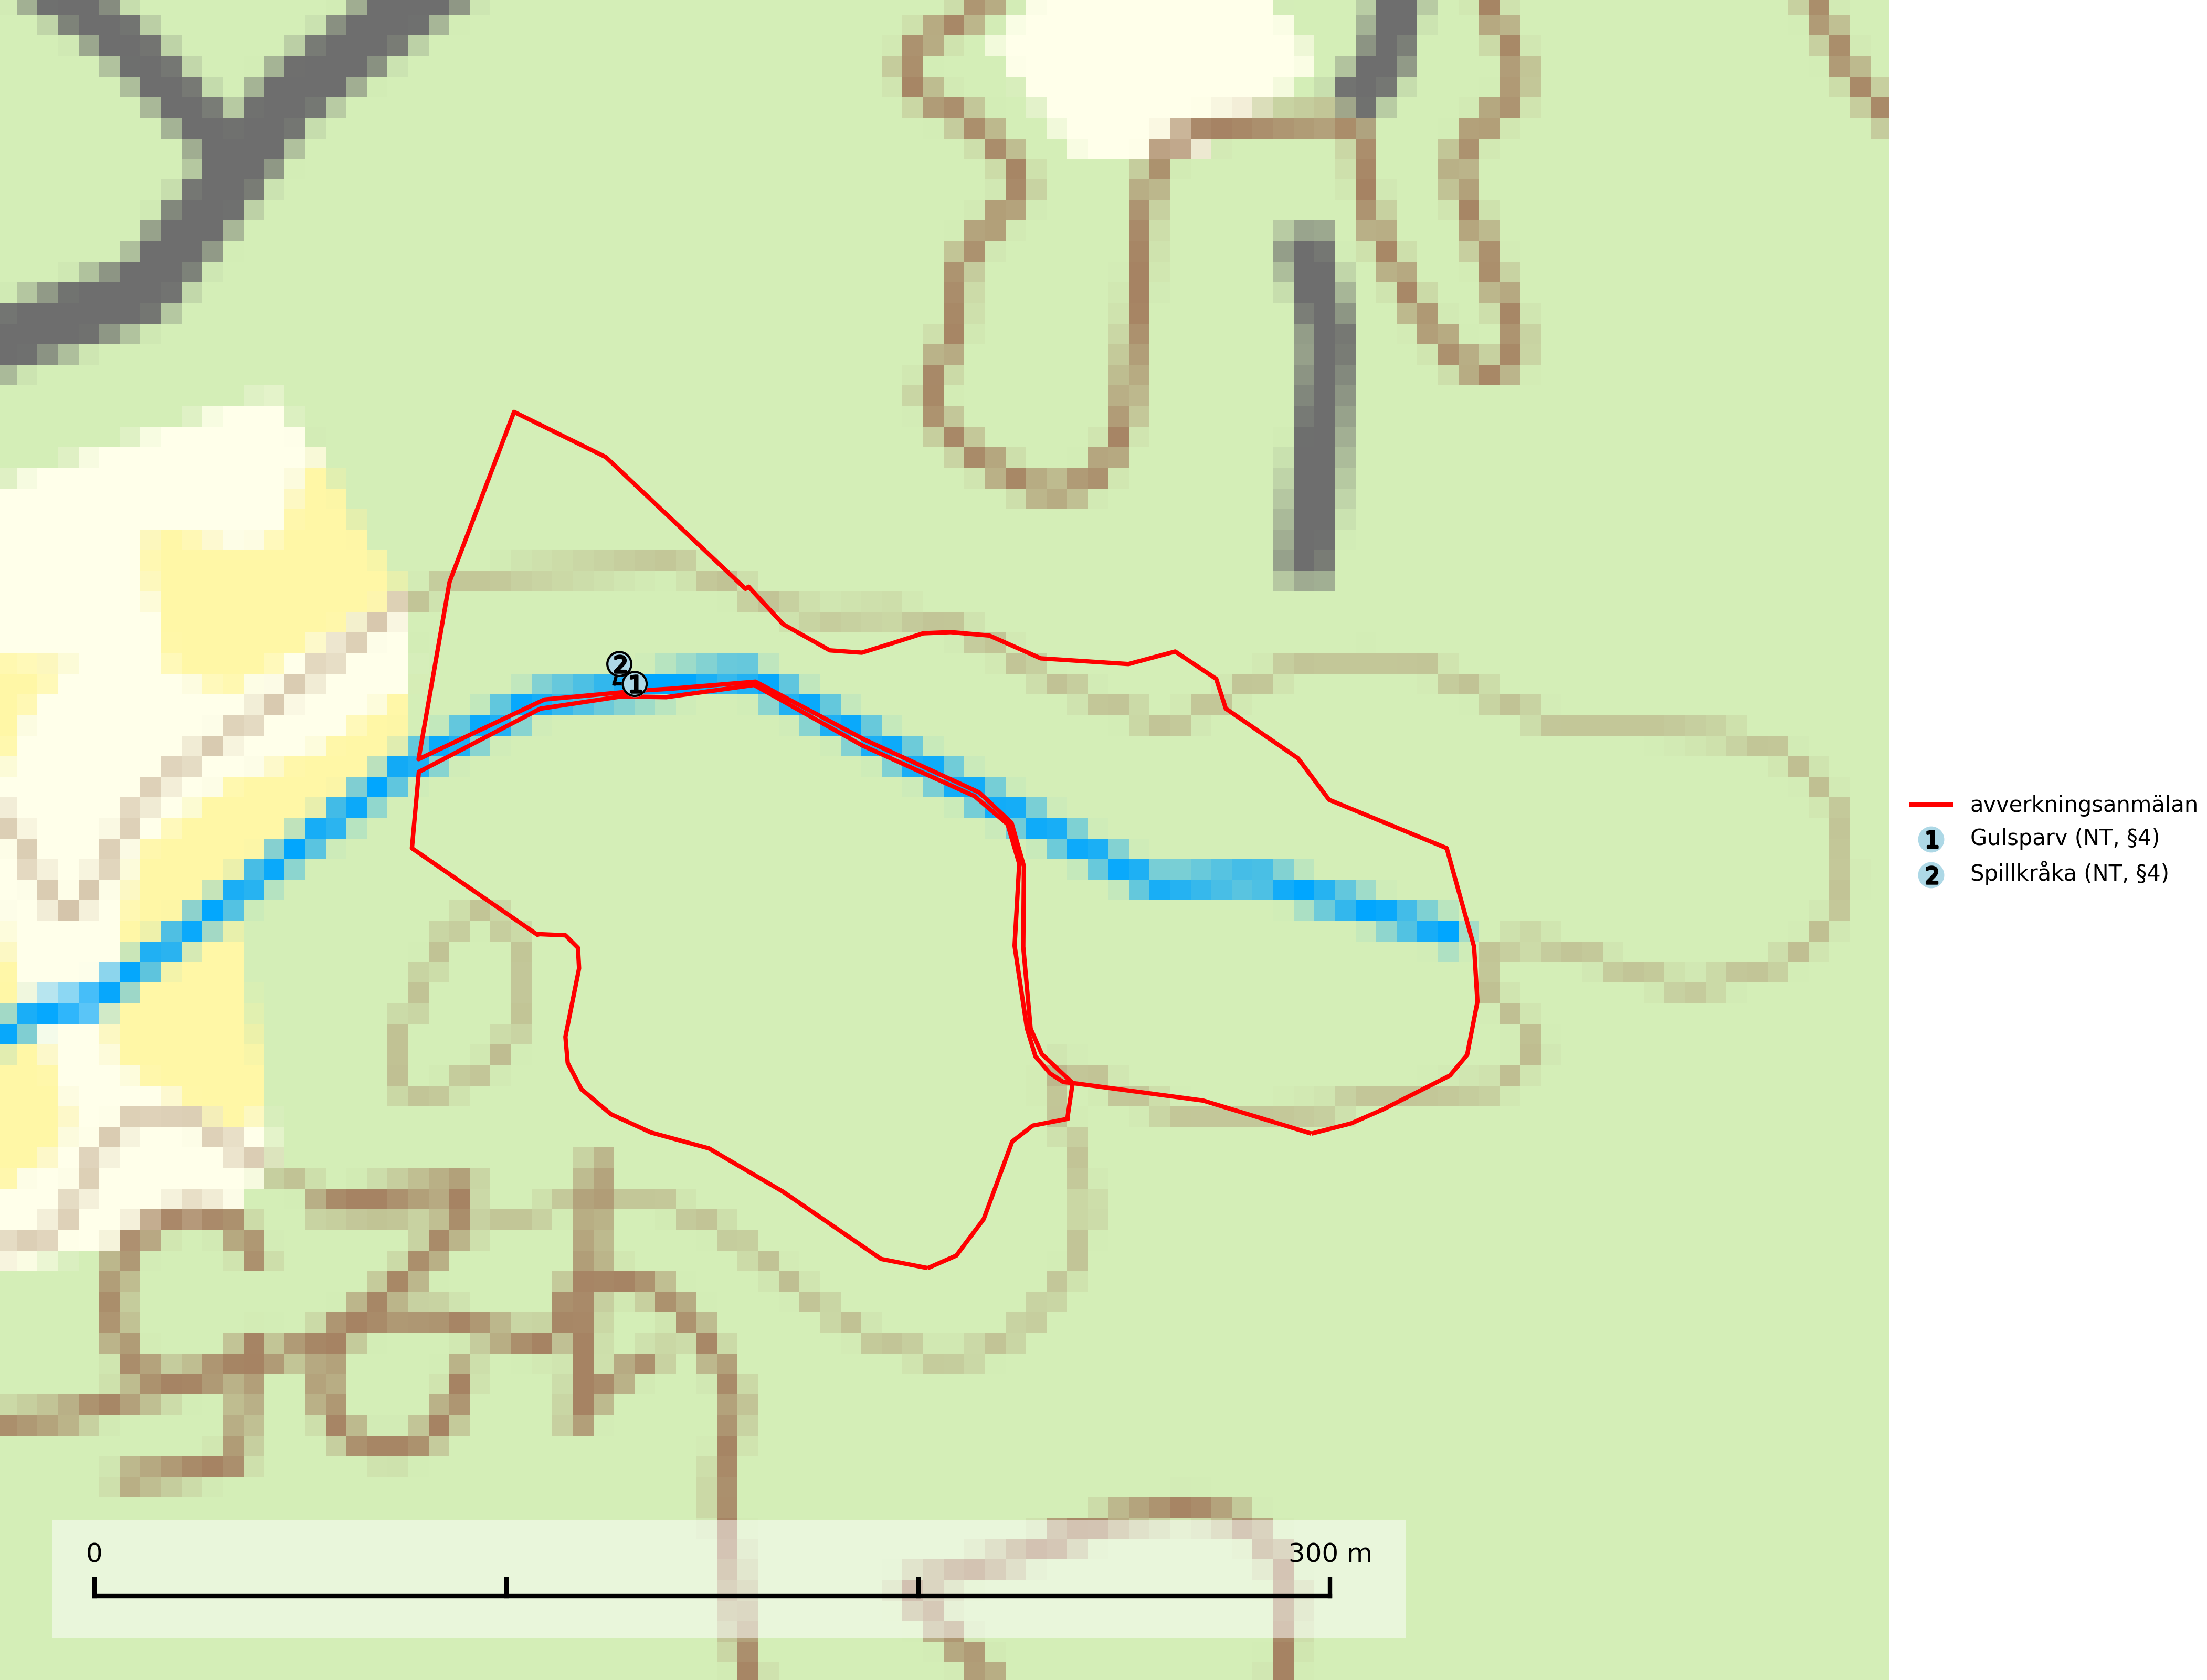 2
1
avverkningsanmälan
1 Gulsparv (NT, §4)
2 Spillkråka (NT, §4)
0 300 m